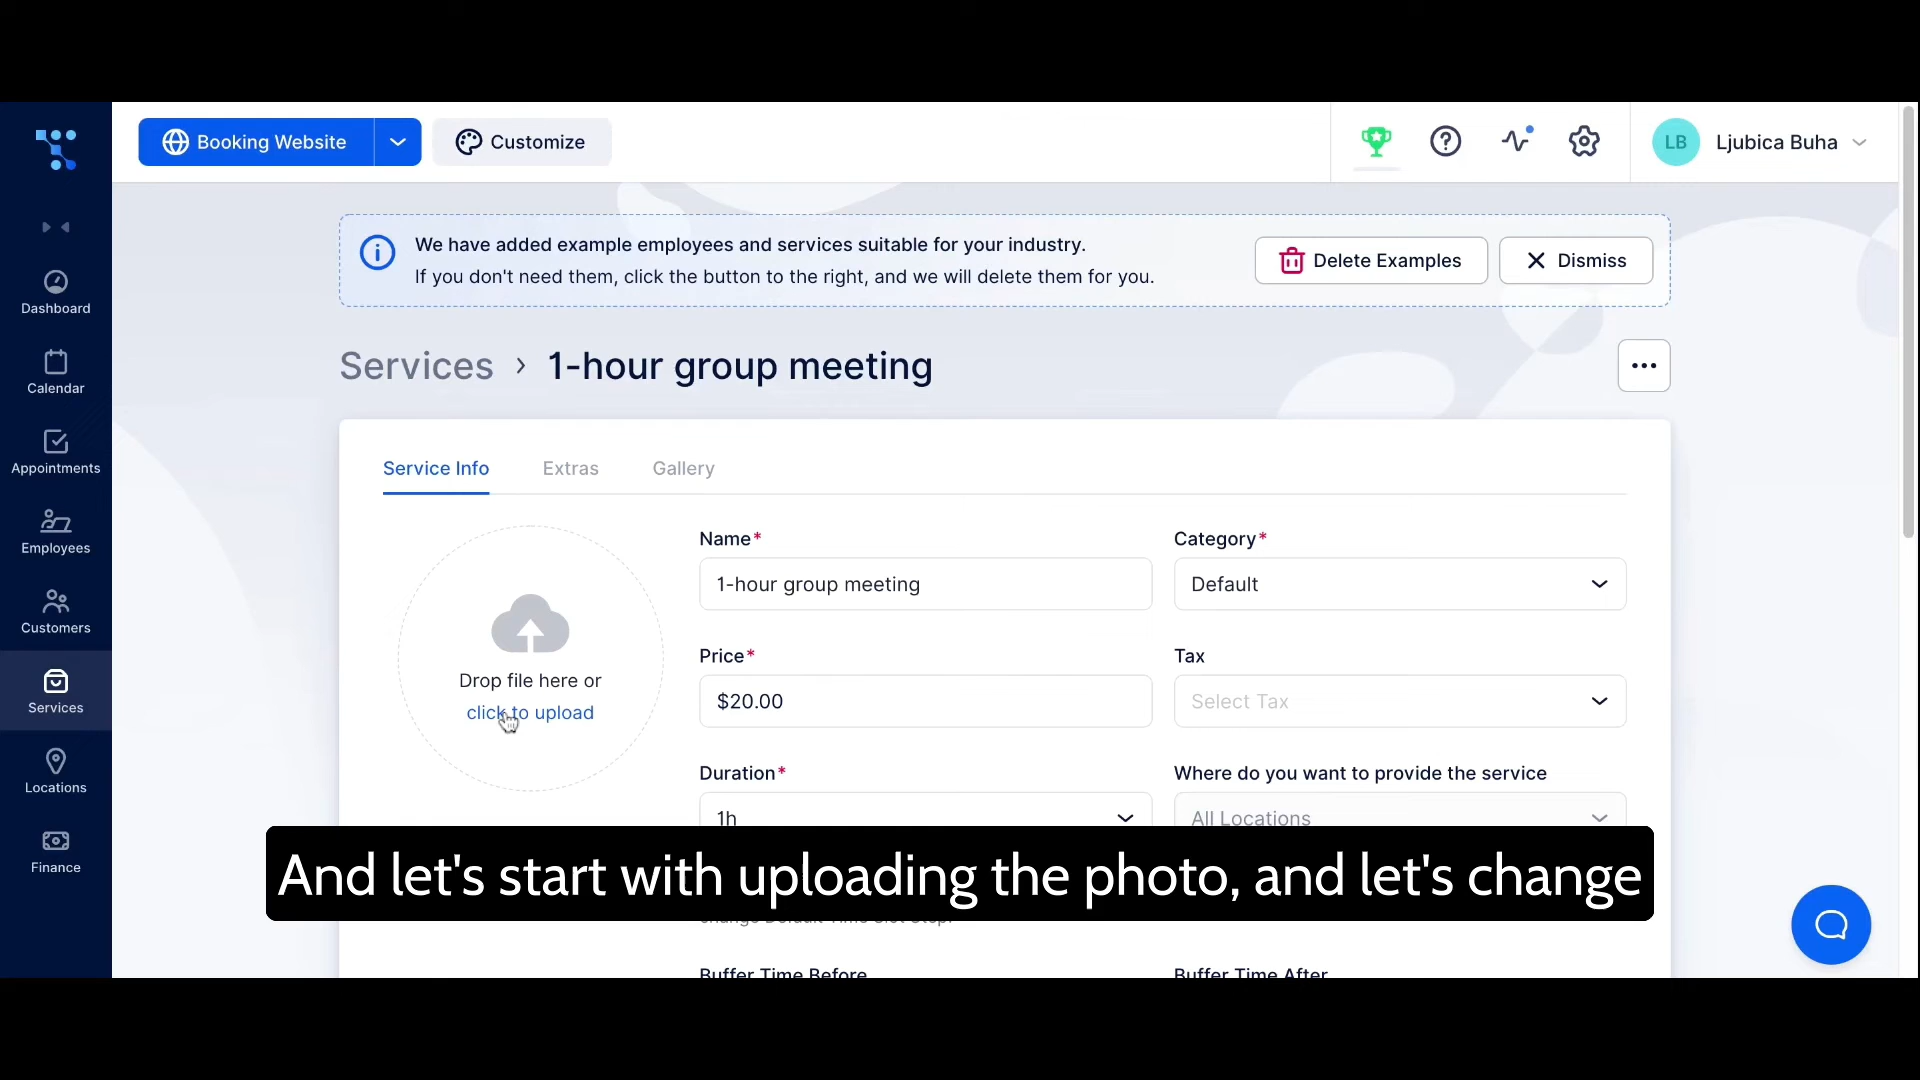 Booking Website
Customize
LB
Ljubica Buha
We have added example employees and services suitable for your industry.
If you don't need them, click the button to the right, and we will delete them for you.
Delete Examples
Dismiss
Dashboard
Calendar
Appointments
Employees
Customers
Services
Locations
Finance
Services › 1-hour group meeting
Service Info
Extras
Gallery
Drop file here or
click to upload
Name*
1-hour group meeting
Category*
Default
Price*
$20.00
Tax
Select Tax
Duration*
1h
Where do you want to provide the service
All Locations
And let's start with uploading the photo, and let's change
change Default Time Slot Step.
Buffer Time Before
Buffer Time After